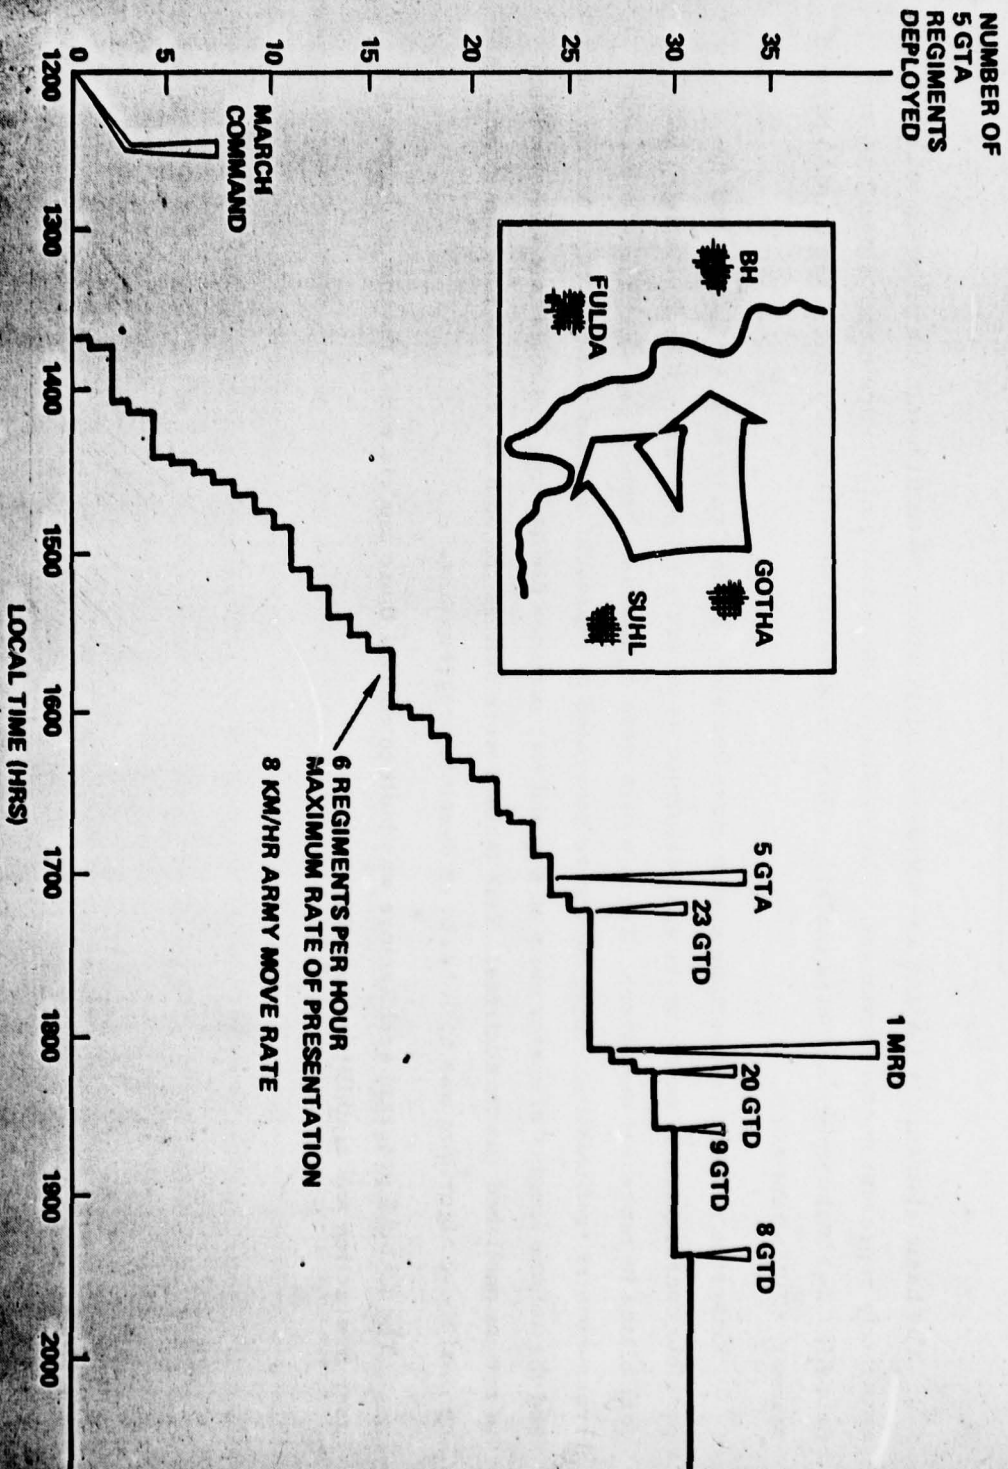 NUMBER OF
5 GTA
REGIMENTS
DEPLOYED
35
30
25
20
15
10
5
0
MARCH
COMMAND
BH
FULDA
GOTHA
SUHL
5 GTA
23 GTD
1 MRD
20 GTD
9 GTD
8 GTD
6 REGIMENTS PER HOUR
MAXIMUM RATE OF PRESENTATION
8 KM/HR ARMY MOVE RATE
1200 1300 1400 1500 1600 1700 1800 1900 2000
LOCAL TIME (HRS)